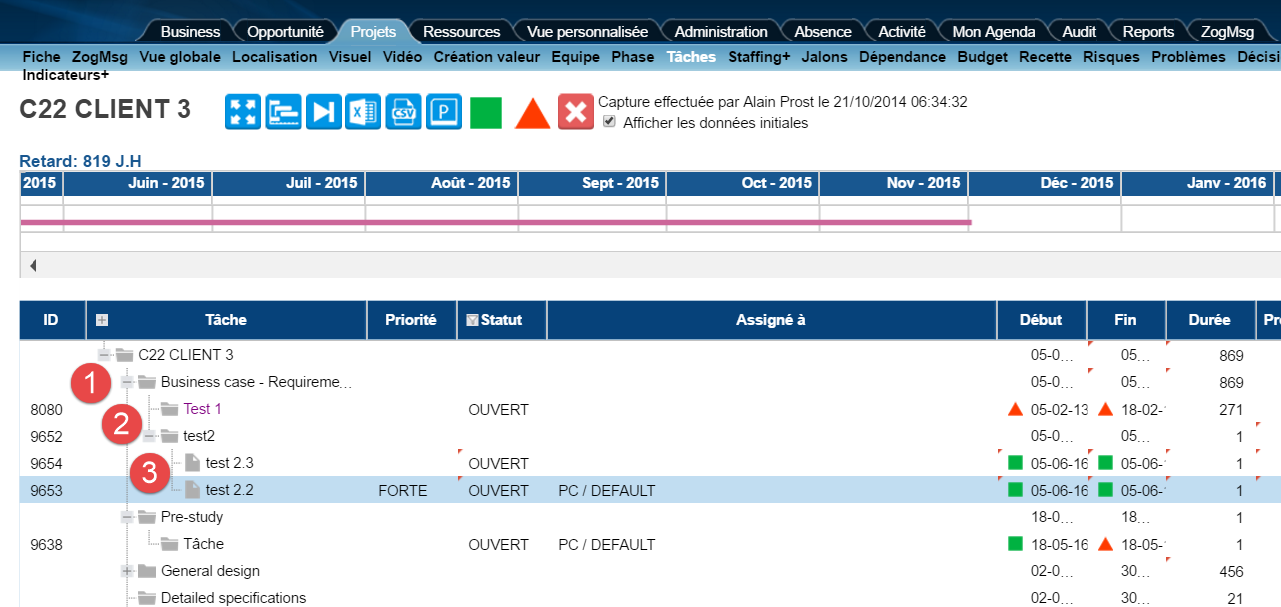 Business Opportunité Projets Ressources Vue personnalisée Administration Absence Activité Mon Agenda Audit Reports ZogMsg
Fiche ZogMsg Vue globale Localisation Visuel Vidéo Création valeur Equipe Phase Tâches Staffing+ Jalons Dépendance Budget Recette Risques Problèmes Décisi
Indicateurs+
C22 CLIENT 3
X CSV P
Capture effectuée par Alain Prost le 21/10/2014 06:34:32
Afficher les données initiales
Retard: 819 J.H
2015 Juin - 2015 Juil - 2015 Août - 2015 Sept - 2015 Oct - 2015 Nov - 2015 Déc - 2015 Janv - 2016
ID Tâche Priorité Statut Assigné à Début Fin Durée Pr
C22 CLIENT 3 05-0... 05... 869
1 Business case - Requireme... 05-0... 05... 869
8080 Test 1 OUVERT 05-02-13 18-02- 271
2
9652 test2 05-0... 05... 1
9654 test 2.3 OUVERT 05-06-16 05-06- 1
3
9653 test 2.2 FORTE OUVERT PC / DEFAULT 05-06-16 05-06- 1
Pre-study 18-0... 18... 1
9638 Tâche OUVERT PC / DEFAULT 18-05-16 18-05- 1
General design 02-0... 30... 456
Detailed specifications 02-0... 30... 21